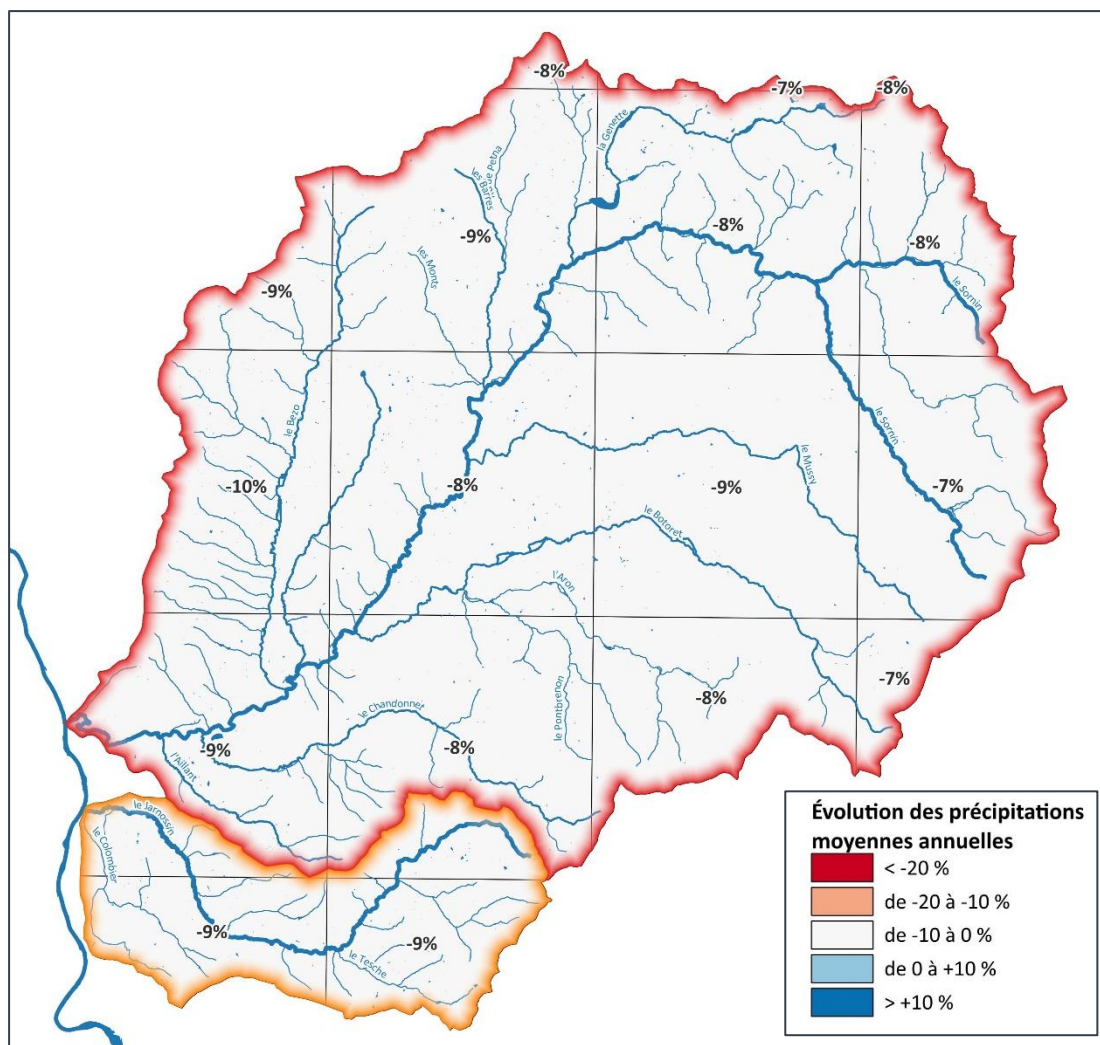 -8%
-7%
-8%
la Genette
ue Petna
les Barres
-9%
les Monts
-8%
-8%
le Sornin
-9%
le Bezo
le Sornin
le Mussy
-10%
-8%
-9%
-7%
le Botoret
l'Aron
-7%
-8%
le Pontbrenon
le Chandonnet
-9%
-8%
l'Aillant
le Jarnossin
le Colombier
-9%
-9%
le Tesche
Évolution des précipitations
moyennes annuelles
< -20 %
de -20 à -10 %
de -10 à 0 %
de 0 à +10 %
> +10 %